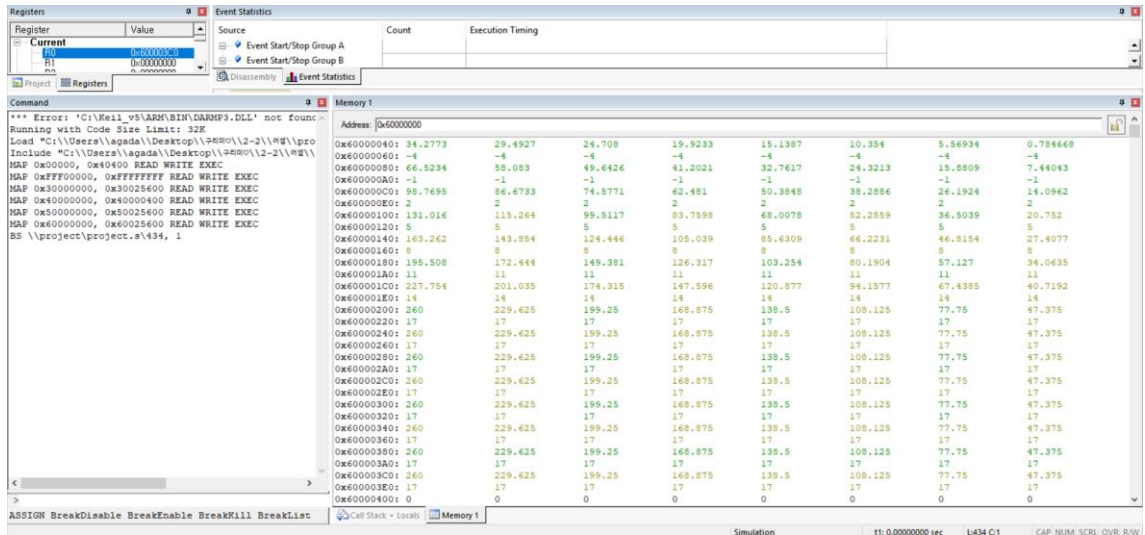 Registers
Register Value
Current
R0 0x600003C0
R1 0x00000000
Project Registers
Event Statistics
Source Count Execution Timing
Event Start/Stop Group A
Event Start/Stop Group B
Disassembly Event Statistics
Command
*** Error: 'C:\Keil_v5\ARM\BIN\DARMP3.DLL' not found
Running with Code Size Limit: 32K
Load "C:\\Users\\agada\\Desktop\\구리마\\2-2\\어셈\\pro
Include "C:\\Users\\agada\\Desktop\\구리마\\2-2\\어셈\\
MAP 0x00000, 0x40400 READ WRITE EXEC
MAP 0xFFF00000, 0xFFFFFFFF READ WRITE EXEC
MAP 0x30000000, 0x30025600 READ WRITE EXEC
MAP 0x40000000, 0x40000400 READ WRITE EXEC
MAP 0x50000000, 0x50025600 READ WRITE EXEC
MAP 0x60000000, 0x60025600 READ WRITE EXEC
BS \\project\project.s\434, 1
>
ASSIGN BreakDisable BreakEnable BreakKill BreakList
Memory 1
Address: 0x60000000
0x60000040: 34.2773 29.4927 24.708 19.9233 15.1387 10.354 5.56934 0.784668
0x60000060: -4 -4 -4 -4 -4 -4 -4 -4
0x60000080: 66.5234 58.083 49.6426 41.2021 32.7617 24.3213 15.8809 7.44043
0x600000A0: -1 -1 -1 -1 -1 -1 -1 -1
0x600000C0: 98.7695 86.6733 74.5771 62.481 50.3848 38.2886 26.1924 14.0962
0x600000E0: 2 2 2 2 2 2 2 2
0x60000100: 131.016 115.264 99.5117 83.7598 68.0078 52.2559 36.5039 20.752
0x60000120: 5 5 5 5 5 5 5 5
0x60000140: 163.262 143.854 124.446 105.039 85.6309 66.2231 46.8154 27.4077
0x60000160: 8 8 8 8 8 8 8 8
0x60000180: 195.508 172.444 149.381 126.317 103.254 80.1904 57.127 34.0635
0x600001A0: 11 11 11 11 11 11 11 11
0x600001C0: 227.754 201.035 174.315 147.596 120.877 94.1577 67.4385 40.7192
0x600001E0: 14 14 14 14 14 14 14 14
0x60000200: 260 229.625 199.25 168.875 138.5 108.125 77.75 47.375
0x60000220: 17 17 17 17 17 17 17 17
0x60000240: 260 229.625 199.25 168.875 138.5 108.125 77.75 47.375
0x60000260: 17 17 17 17 17 17 17 17
0x60000280: 260 229.625 199.25 168.875 138.5 108.125 77.75 47.375
0x600002A0: 17 17 17 17 17 17 17 17
0x600002C0: 260 229.625 199.25 168.875 138.5 108.125 77.75 47.375
0x600002E0: 17 17 17 17 17 17 17 17
0x60000300: 260 229.625 199.25 168.875 138.5 108.125 77.75 47.375
0x60000320: 17 17 17 17 17 17 17 17
0x60000340: 260 229.625 199.25 168.875 138.5 108.125 77.75 47.375
0x60000360: 17 17 17 17 17 17 17 17
0x60000380: 260 229.625 199.25 168.875 138.5 108.125 77.75 47.375
0x600003A0: 17 17 17 17 17 17 17 17
0x600003C0: 260 229.625 199.25 168.875 138.5 108.125 77.75 47.375
0x600003E0: 17 17 17 17 17 17 17 17
0x60000400: 0 0 0 0 0 0 0 0
Call Stack + Locals Memory 1
Simulation t1: 0.00000000 sec L:434 C:1 CAP NUM SCRL OVR R/W